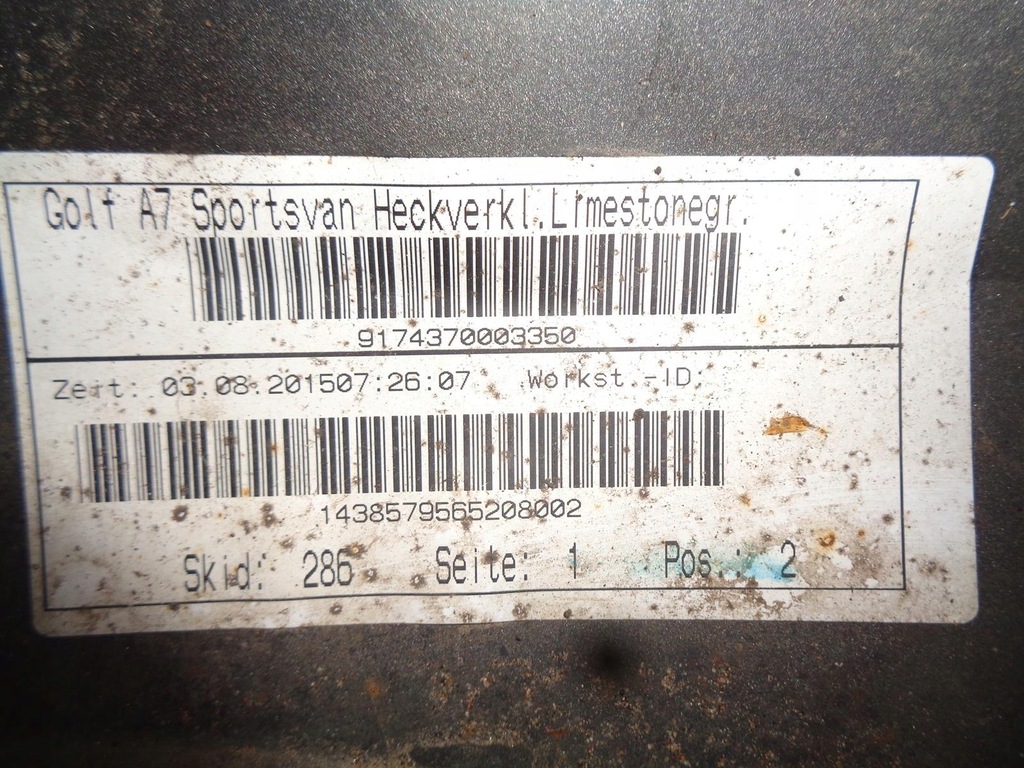 Golf A7 Sportsvan Heckverkl.Limestonegr.
9174370003350
Zeit: 03.08.201507:26:07 Workst.-ID:
1438579565208002
Skid: 286 Seite: 1 Pos.: 2